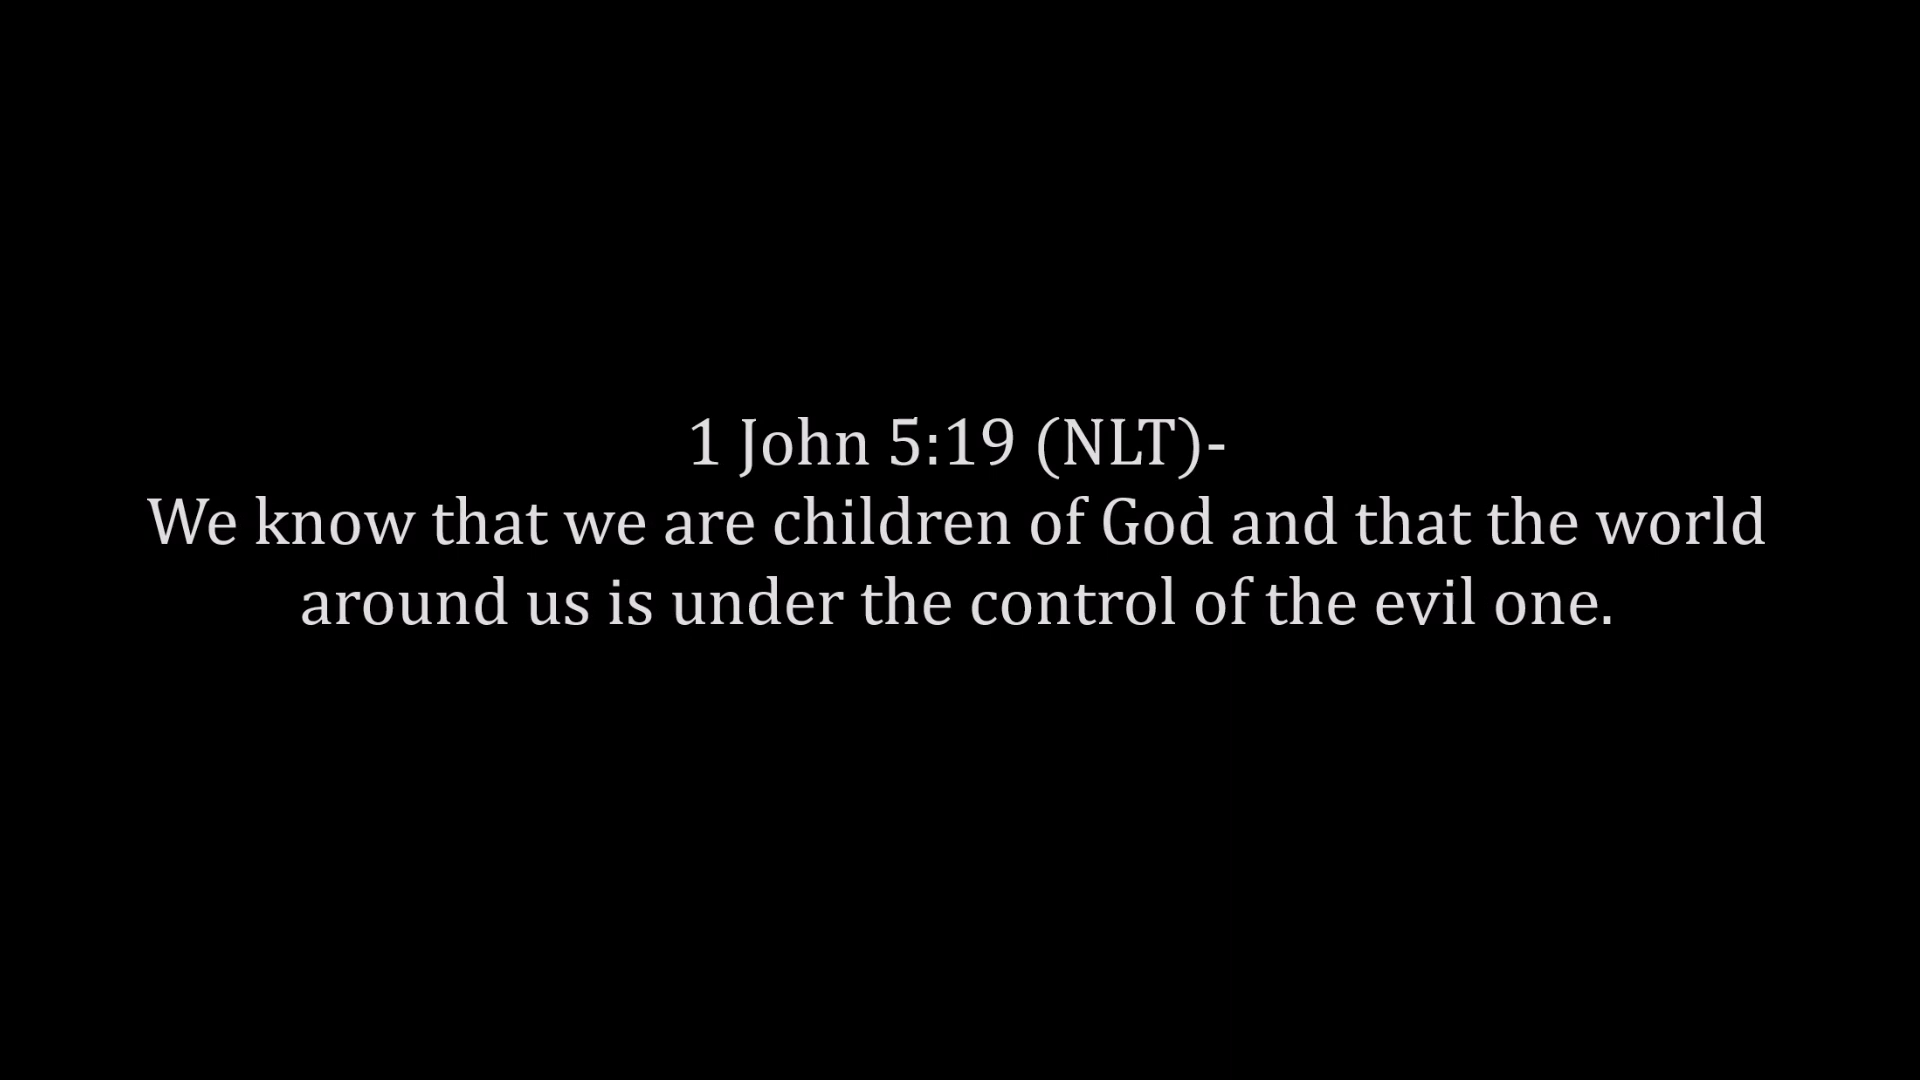 1 John 5:19 (NLT)-
We know that we are children of God and that the world
around us is under the control of the evil one.